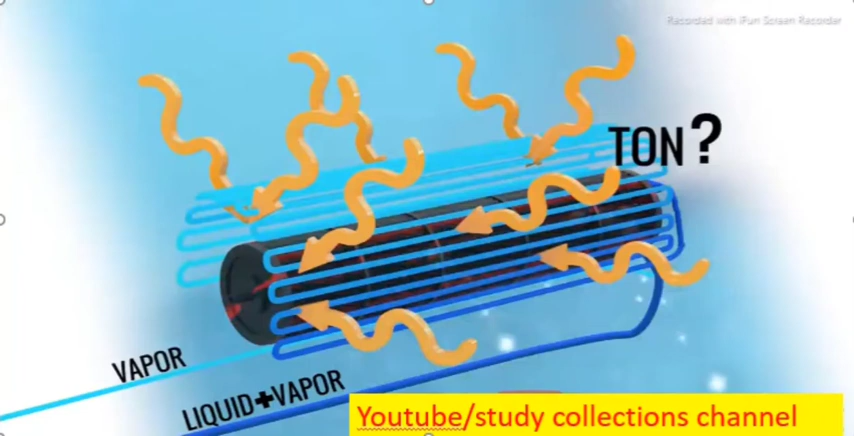 Recorded with iFun Screen Recorder
TON?
VAPOR
LIQUID+VAPOR
Youtube/study collections channel